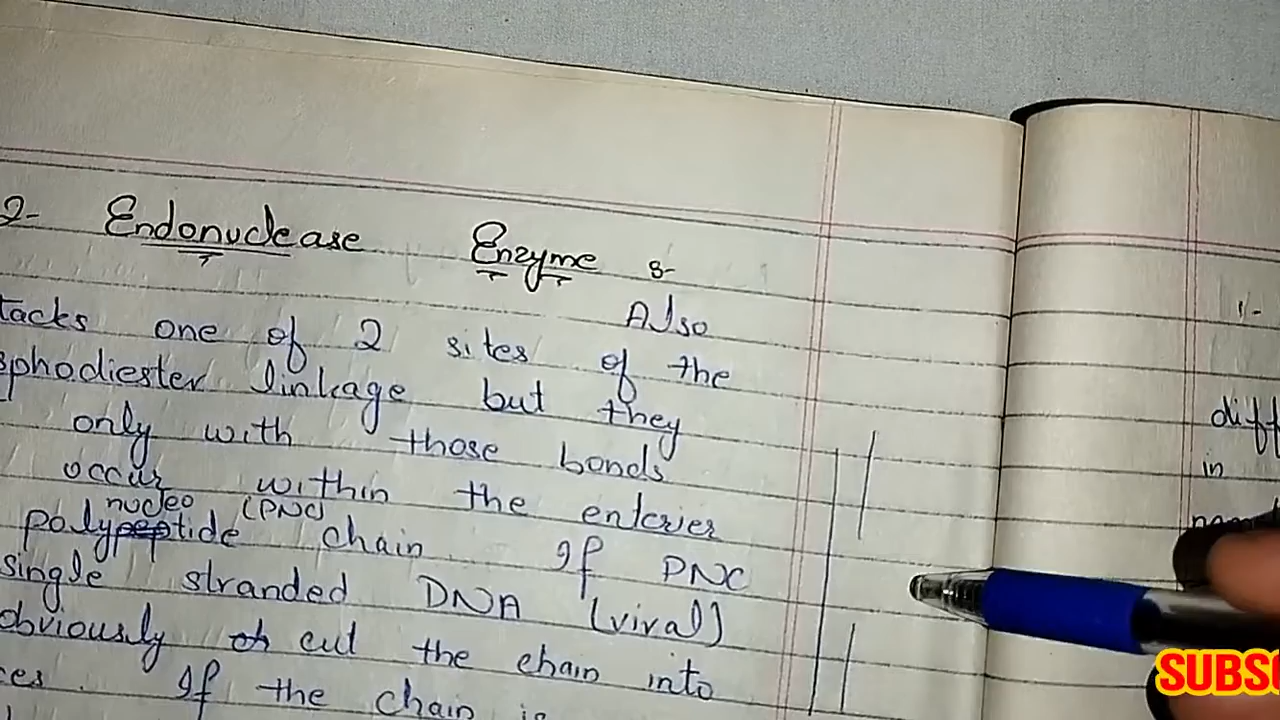 2- Endonuclease Enzyme :-
Also
tacks one of 2 sites of the
sphodiester linkage but they
only with those bonds
occur within the enterier
nucleo (PNC)
polypeptide chain. If PNC
single stranded DNA (viral)
obviously cut the chain into
ces. If the chain is
1-
diff
in
SUBSC